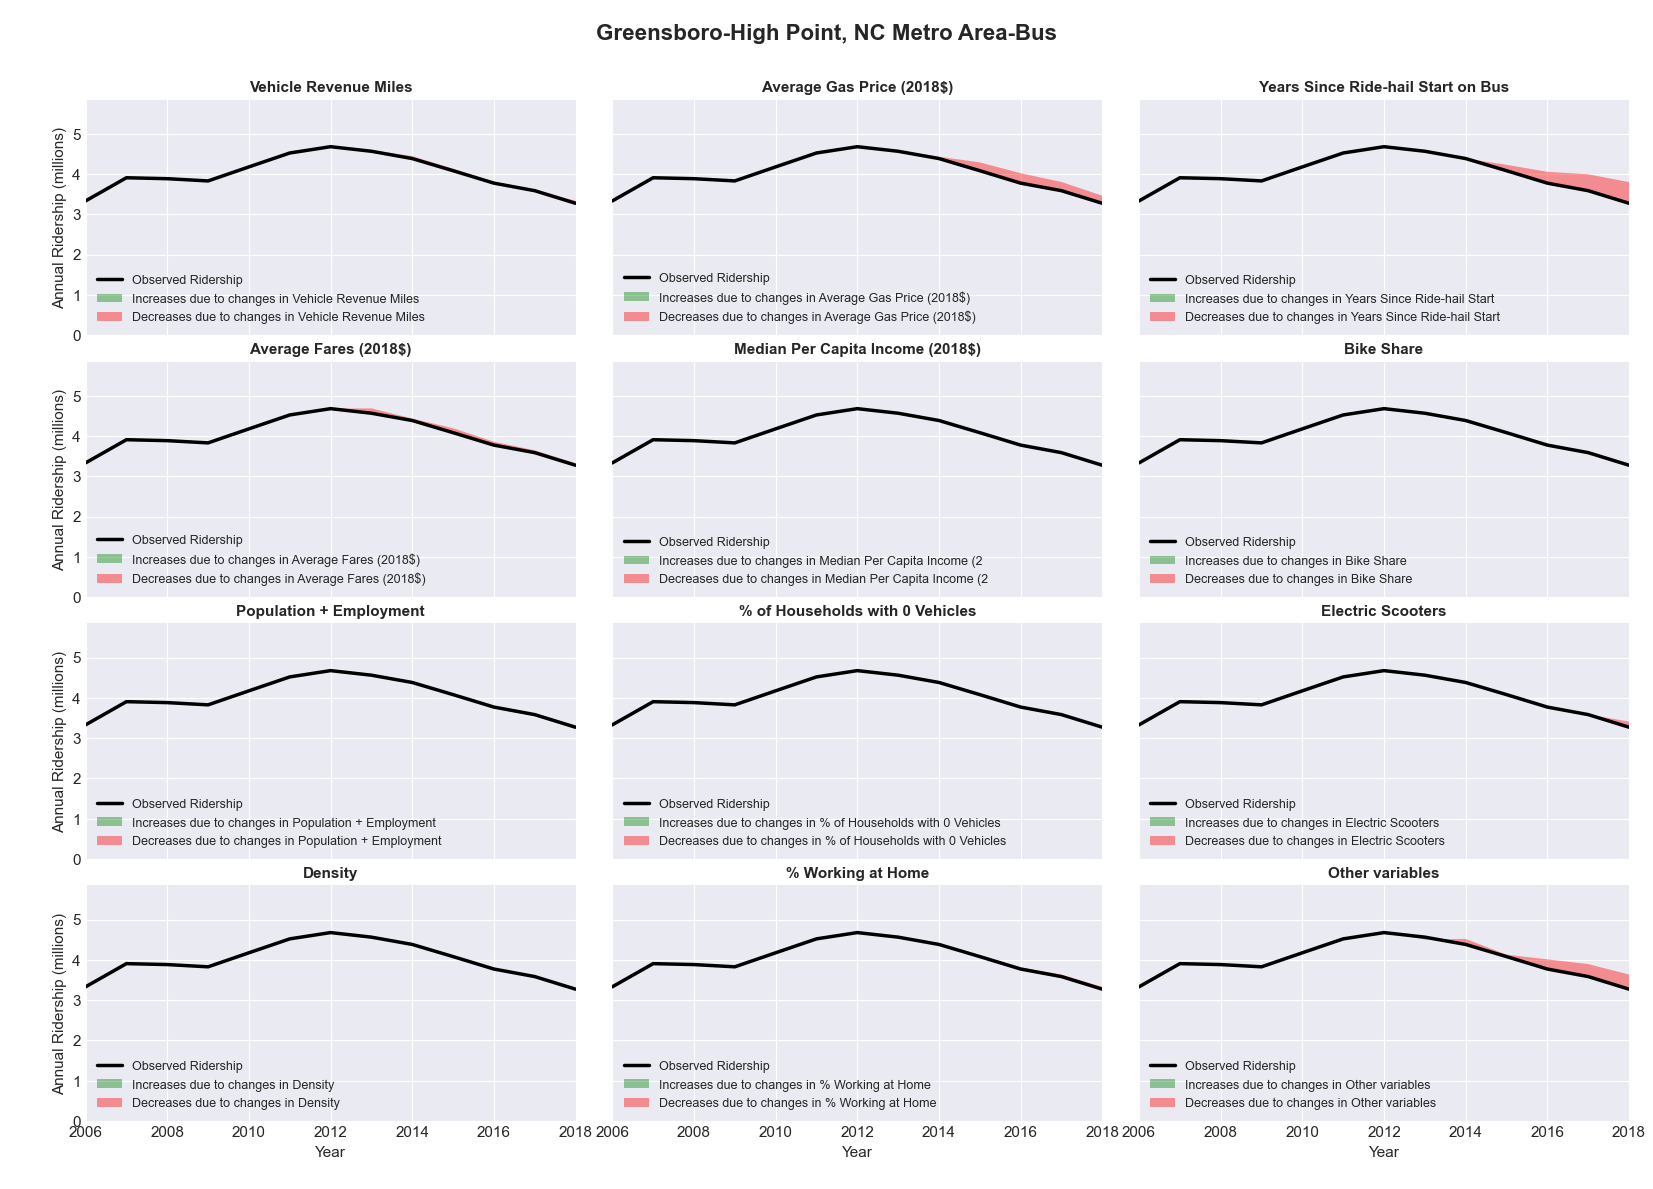 Greensboro-High Point, NC Metro Area-Bus
Vehicle Revenue Miles
Annual Ridership (millions)
5
4
3
2
1
0
Observed Ridership
Increases due to changes in Vehicle Revenue Miles
Decreases due to changes in Vehicle Revenue Miles
Average Gas Price (2018$)
Observed Ridership
Increases due to changes in Average Gas Price (2018$)
Decreases due to changes in Average Gas Price (2018$)
Years Since Ride-hail Start on Bus
Observed Ridership
Increases due to changes in Years Since Ride-hail Start
Decreases due to changes in Years Since Ride-hail Start
Average Fares (2018$)
Annual Ridership (millions)
5
4
3
2
1
0
Observed Ridership
Increases due to changes in Average Fares (2018$)
Decreases due to changes in Average Fares (2018$)
Median Per Capita Income (2018$)
Observed Ridership
Increases due to changes in Median Per Capita Income (2
Decreases due to changes in Median Per Capita Income (2
Bike Share
Observed Ridership
Increases due to changes in Bike Share
Decreases due to changes in Bike Share
Population + Employment
Annual Ridership (millions)
5
4
3
2
1
0
Observed Ridership
Increases due to changes in Population + Employment
Decreases due to changes in Population + Employment
% of Households with 0 Vehicles
Observed Ridership
Increases due to changes in % of Households with 0 Vehicles
Decreases due to changes in % of Households with 0 Vehicles
Electric Scooters
Observed Ridership
Increases due to changes in Electric Scooters
Decreases due to changes in Electric Scooters
Density
Annual Ridership (millions)
5
4
3
2
1
0
Observed Ridership
Increases due to changes in Density
Decreases due to changes in Density
2006 2008 2010 2012 2014 2016 2018
Year
% Working at Home
Observed Ridership
Increases due to changes in % Working at Home
Decreases due to changes in % Working at Home
2006 2008 2010 2012 2014 2016 2018
Year
Other variables
Observed Ridership
Increases due to changes in Other variables
Decreases due to changes in Other variables
2006 2008 2010 2012 2014 2016 2018
Year